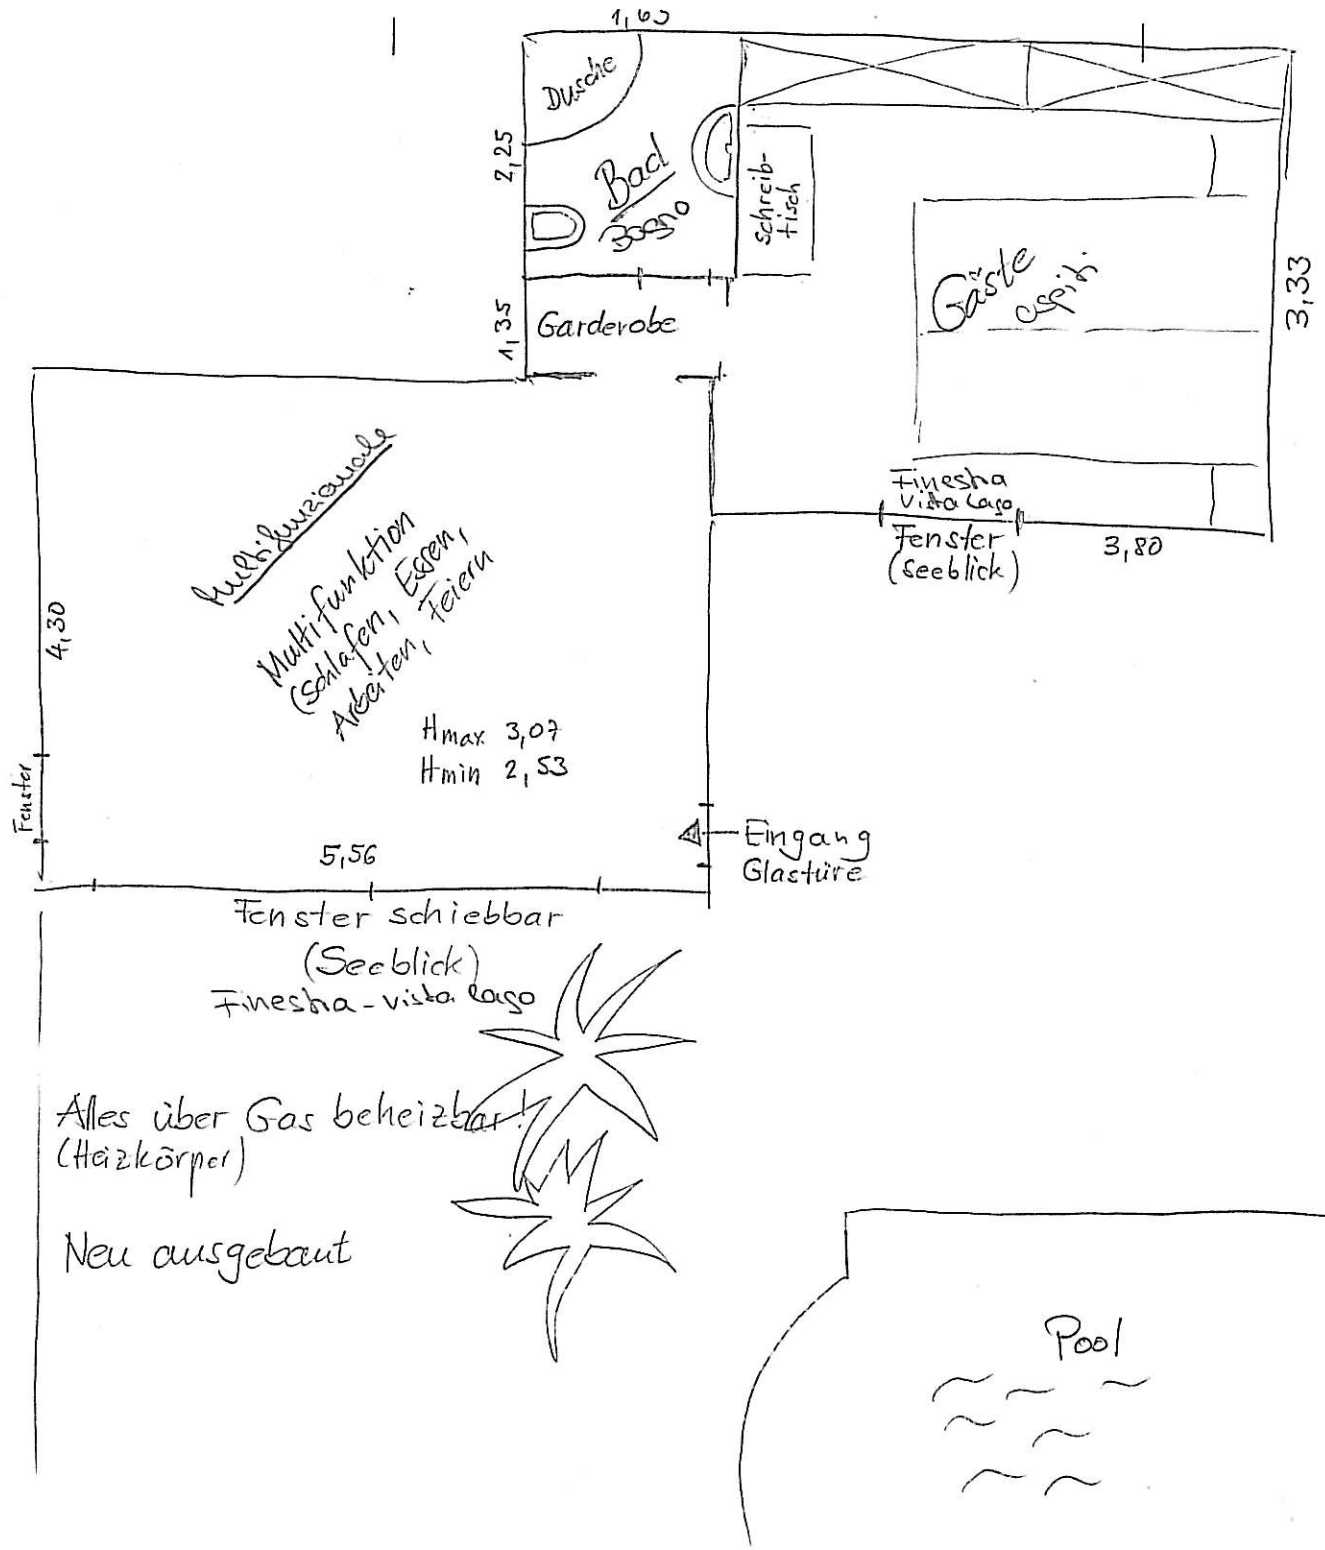 1,65
Dusche
2,25
Bad
Bagno
schreib-
tisch
Gäste
ospiti
3,33
1,35
Garderobe
Finestra
vista lago
Fenster
(Seeblick)
3,80
Multifunzionale
Multifunktion
(schlafen, Essen,
Arbeiten, Feiern
4,30
Hmax 3,07
Hmin 2,53
Fenster
Eingang
Glastüre
5,56
Fenster schiebbar
(Seeblick)
Finestra - vista lago
Alles über Gas beheizbar!
(Heizkörper)
Neu ausgebaut
Pool